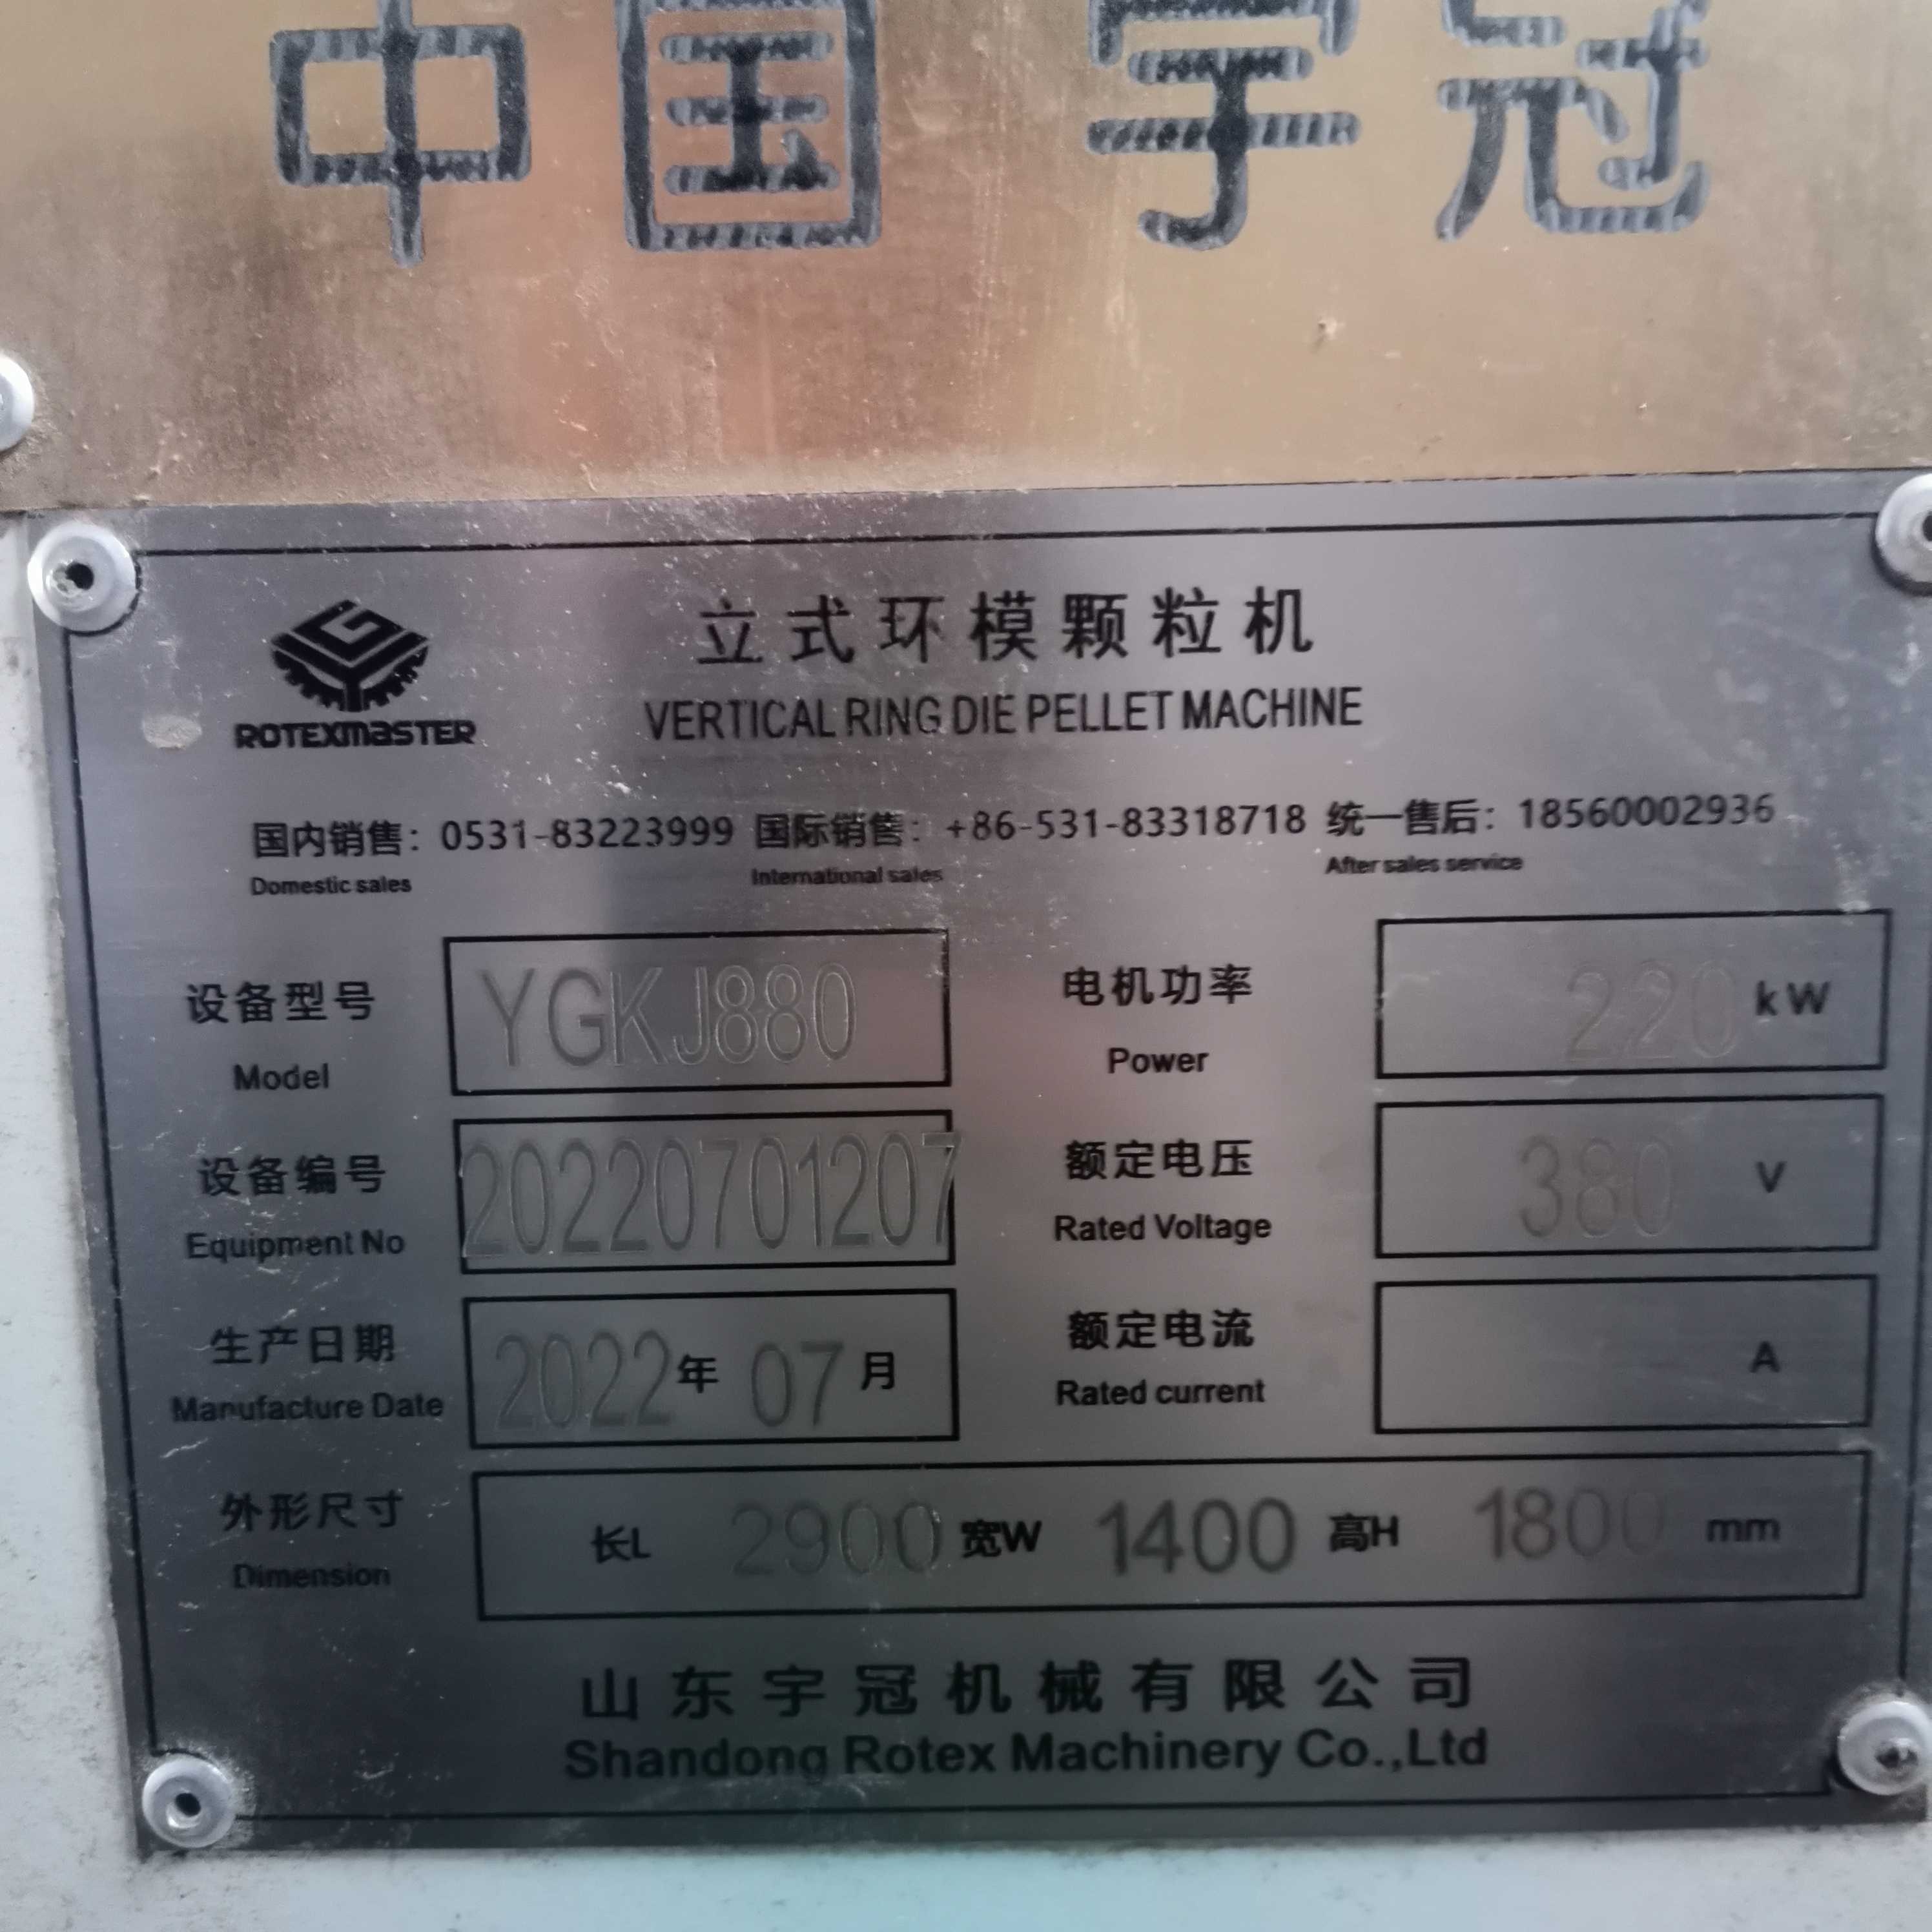 中国宇冠
立式环模颗粒机
ROTEXMASTER
VERTICAL RING DIE PELLET MACHINE
国内销售：0531-83223999 国际销售：+86-531-83318718 统一售后：18560002936
Domestic sales International sales After sales service
设备型号 YGKJ880 电机功率 220 kW
Model Power
设备编号 20220701207 额定电压 380 V
Equipment No Rated Voltage
生产日期 2022年 07月 额定电流 A
Manufacture Date Rated current
外形尺寸 长L 2900 宽W 1400 高H 1800 mm
Dimension
山东宇冠机械有限公司
Shandong Rotex Machinery Co.,Ltd